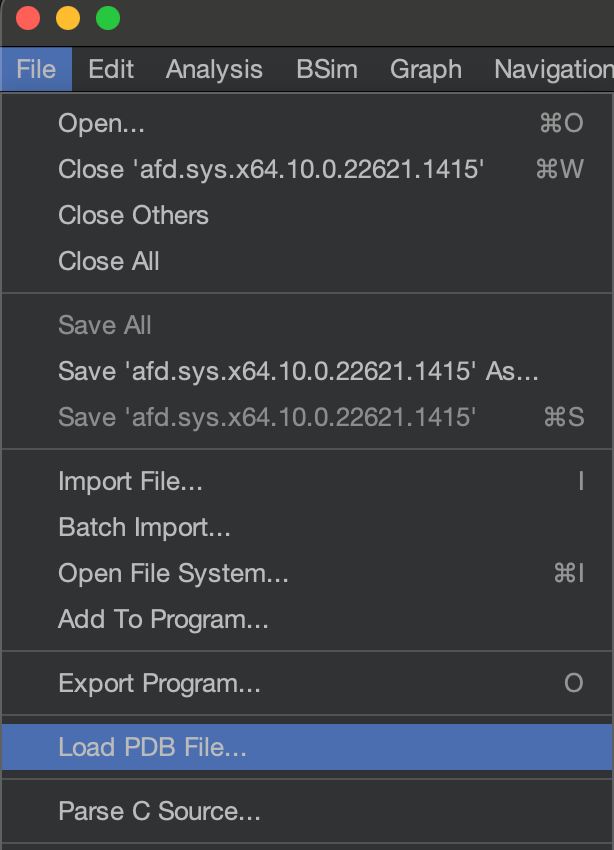 File Edit Analysis BSim Graph Navigation
Open... ⌘O
Close 'afd.sys.x64.10.0.22621.1415' ⌘W
Close Others
Close All
Save All
Save 'afd.sys.x64.10.0.22621.1415' As...
Save 'afd.sys.x64.10.0.22621.1415' ⌘S
Import File... I
Batch Import...
Open File System... ⌘I
Add To Program...
Export Program... O
Load PDB File...
Parse C Source...